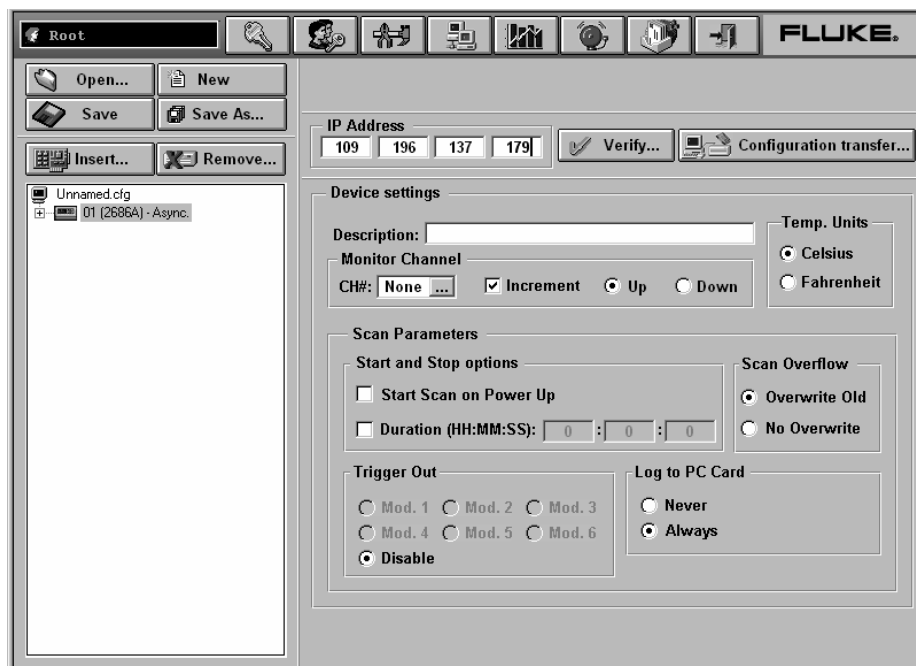 Root
FLUKE®
Open... New
Save Save As...
Insert... Remove...
Unnamed.cfg
01 (2686A) - Async.
IP Address
109 196 137 179
Verify... Configuration transfer...
Device settings
Description:
Monitor Channel
CH#: None ... Increment Up Down
Temp. Units
Celsius
Fahrenheit
Scan Parameters
Start and Stop options
Start Scan on Power Up
Duration (HH:MM:SS): 0 : 0 : 0
Scan Overflow
Overwrite Old
No Overwrite
Trigger Out
Mod. 1 Mod. 2 Mod. 3
Mod. 4 Mod. 5 Mod. 6
Disable
Log to PC Card
Never
Always